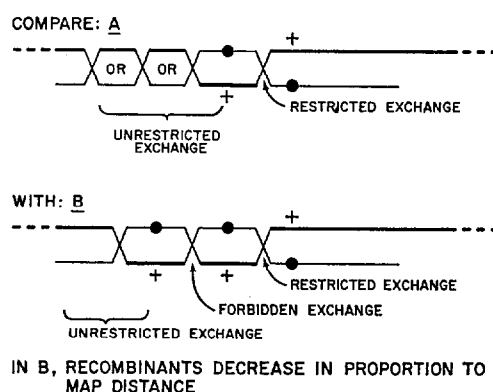 COMPARE: A
+
OR OR
+
RESTRICTED EXCHANGE
UNRESTRICTED
EXCHANGE
WITH: B
+
+ +
RESTRICTED EXCHANGE
FORBIDDEN EXCHANGE
UNRESTRICTED EXCHANGE
IN B, RECOMBINANTS DECREASE IN PROPORTION TO
MAP DISTANCE